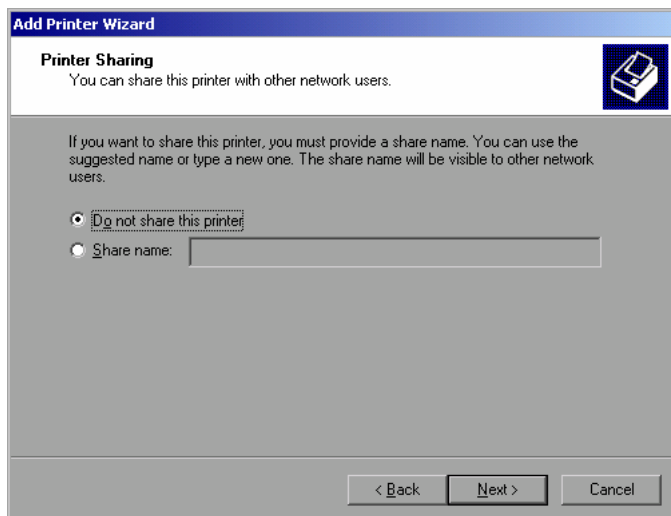 Add Printer Wizard
Printer Sharing
You can share this printer with other network users.
If you want to share this printer, you must provide a share name. You can use the
suggested name or type a new one. The share name will be visible to other network
users.
Do not share this printer
Share name:
< Back
Next >
Cancel